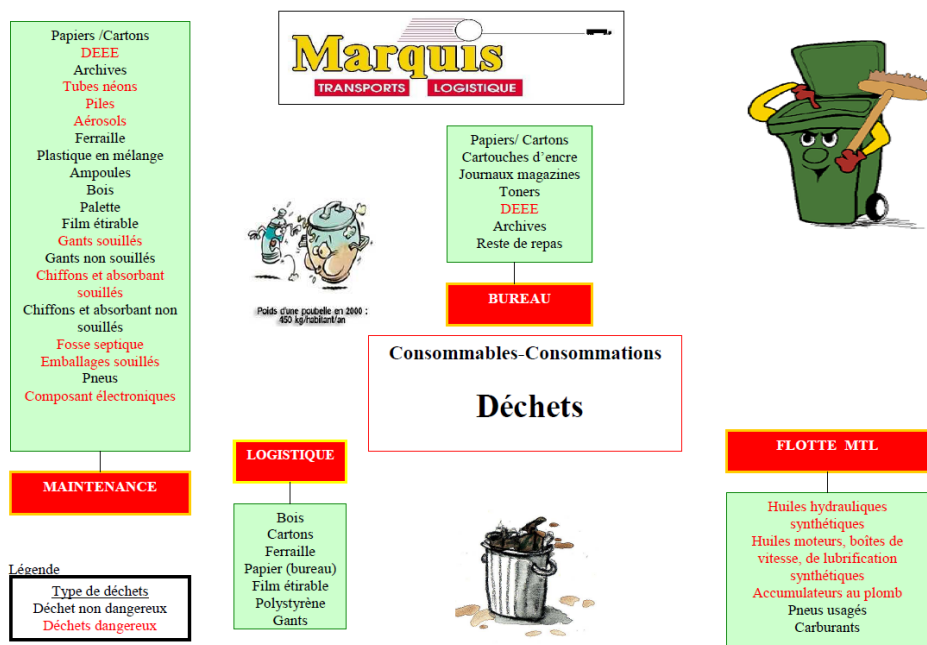 Papiers /Cartons
DEEE
Archives
Tubes néons
Piles
Aérosols
Ferraille
Plastique en mélange
Ampoules
Bois
Palette
Film étirable
Gants souillés
Gants non souillés
Chiffons et absorbant
souillés
Chiffons et absorbant non
souillés
Fosse septique
Emballages souillés
Pneus
Composant électroniques
MAINTENANCE
Marquis
TRANSPORTS LOGISTIQUE
Papiers/ Cartons
Cartouches d'encre
Journaux magazines
Toners
DEEE
Archives
Reste de repas
BUREAU
Poids d'une poubelle en 2000 :
450 kg/habitant/an
Consommables-Consommations
Déchets
LOGISTIQUE
Bois
Cartons
Ferraille
Papier (bureau)
Film étirable
Polystyrène
Gants
FLOTTE MTL
Huiles hydrauliques
synthétiques
Huiles moteurs, boîtes de
vitesse, de lubrification
synthétiques
Accumulateurs au plomb
Pneus usagés
Carburants
Légende
Type de déchets
Déchet non dangereux
Déchets dangereux